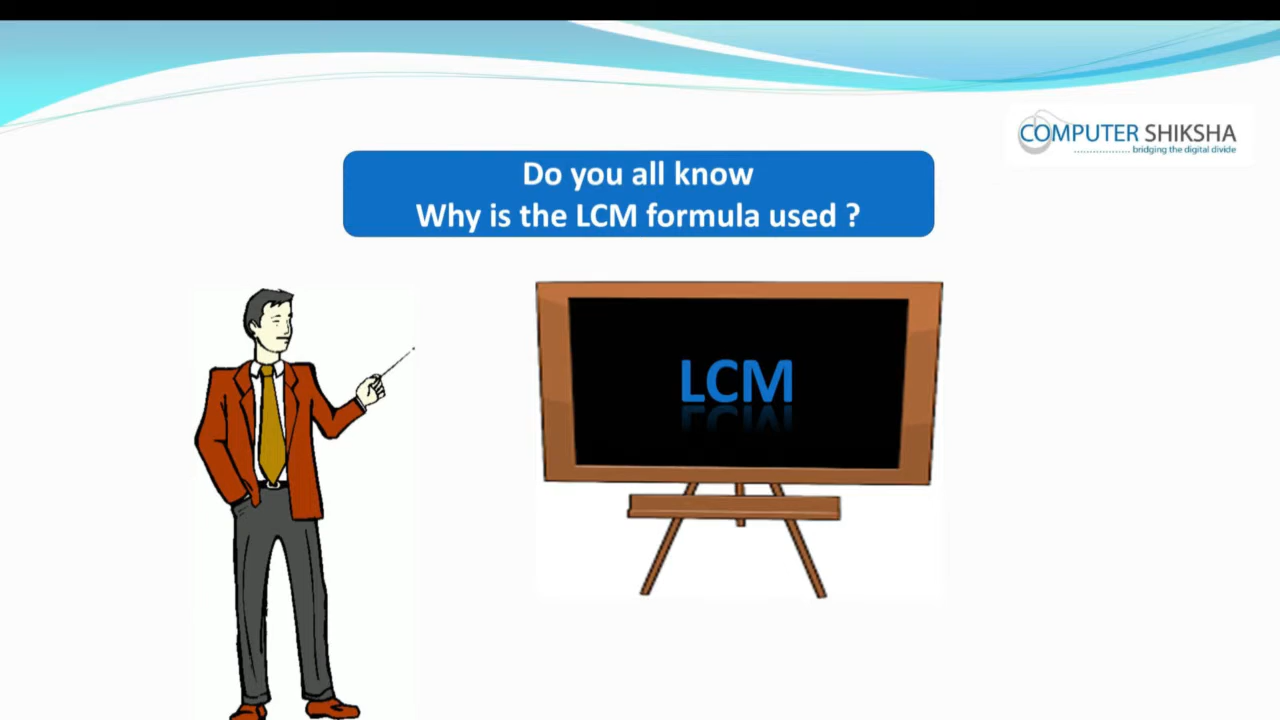 COMPUTER SHIKSHA
..................bridging the digital divide
Do you all know
Why is the LCM formula used ?
LCM